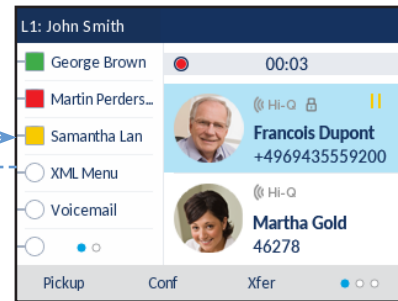 L1: John Smith
George Brown
Martin Perders...
Samantha Lan
XML Menu
Voicemail
00:03
Hi-Q
Francois Dupont
+4969435559200
Hi-Q
Martha Gold
46278
Pickup Conf Xfer